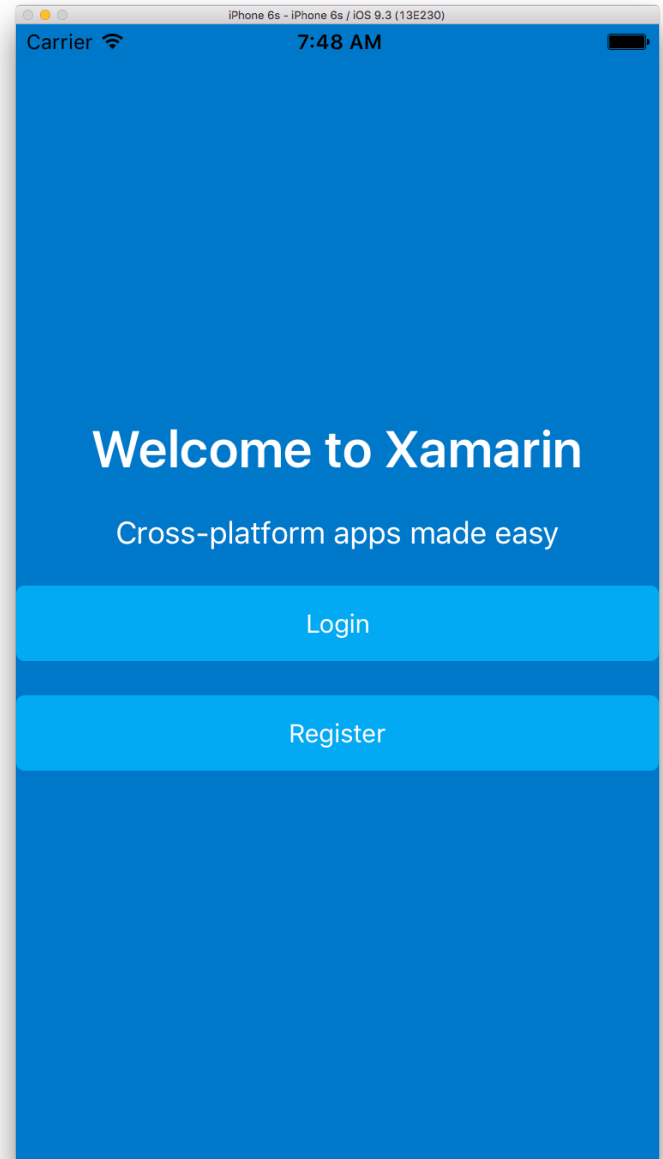 iPhone 6s - iPhone 6s / iOS 9.3 (13E230)
Carrier 7:48 AM
Welcome to Xamarin
Cross-platform apps made easy
Login
Register